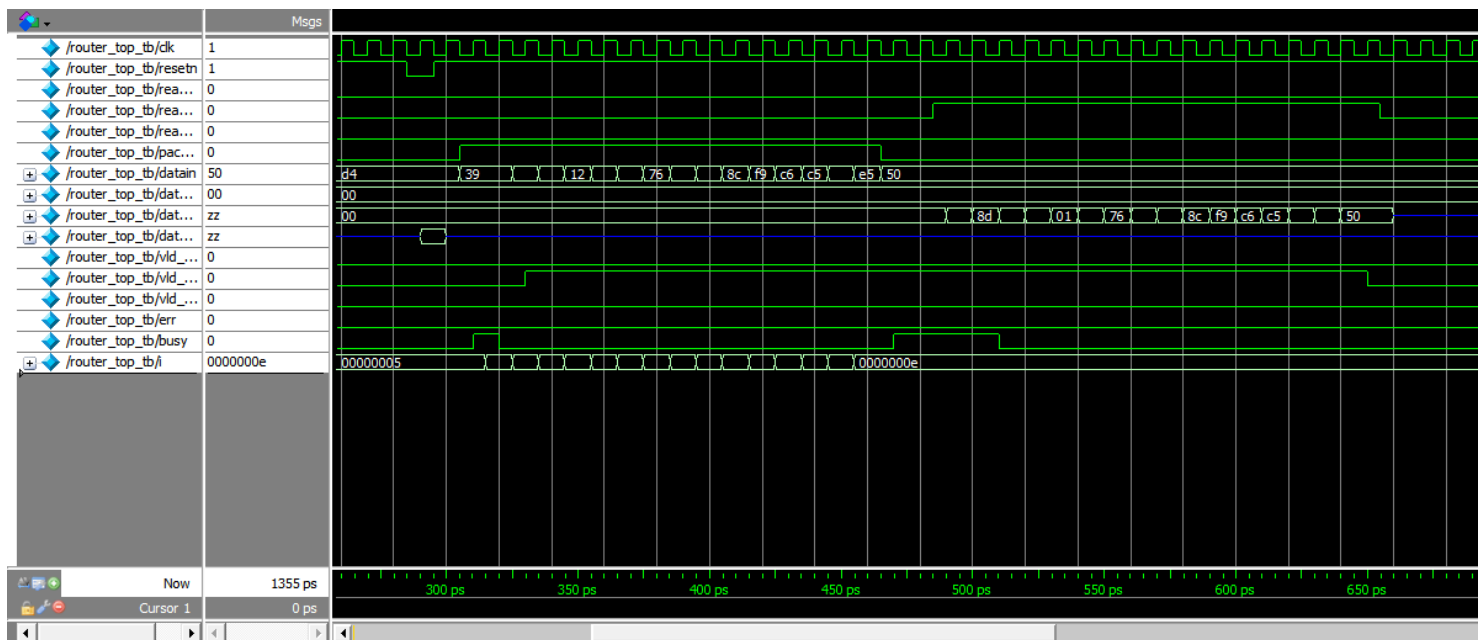 Msgs
/router_top_tb/clk 1
/router_top_tb/resetn 1
/router_top_tb/rea... 0
/router_top_tb/rea... 0
/router_top_tb/rea... 0
/router_top_tb/pac... 0
/router_top_tb/datain 50 d4 39 12 76 8c f9 c6 c5 e5 50
/router_top_tb/dat... 00 00
/router_top_tb/dat... zz 00 8d 01 76 8c f9 c6 c5 50
/router_top_tb/dat... zz
/router_top_tb/vld_... 0
/router_top_tb/vld_... 0
/router_top_tb/vld_... 0
/router_top_tb/err 0
/router_top_tb/busy 0
/router_top_tb/i 0000000e 00000005 0000000e
Now 1355 ps 300 ps 350 ps 400 ps 450 ps 500 ps 550 ps 600 ps 650 ps
Cursor 1 0 ps